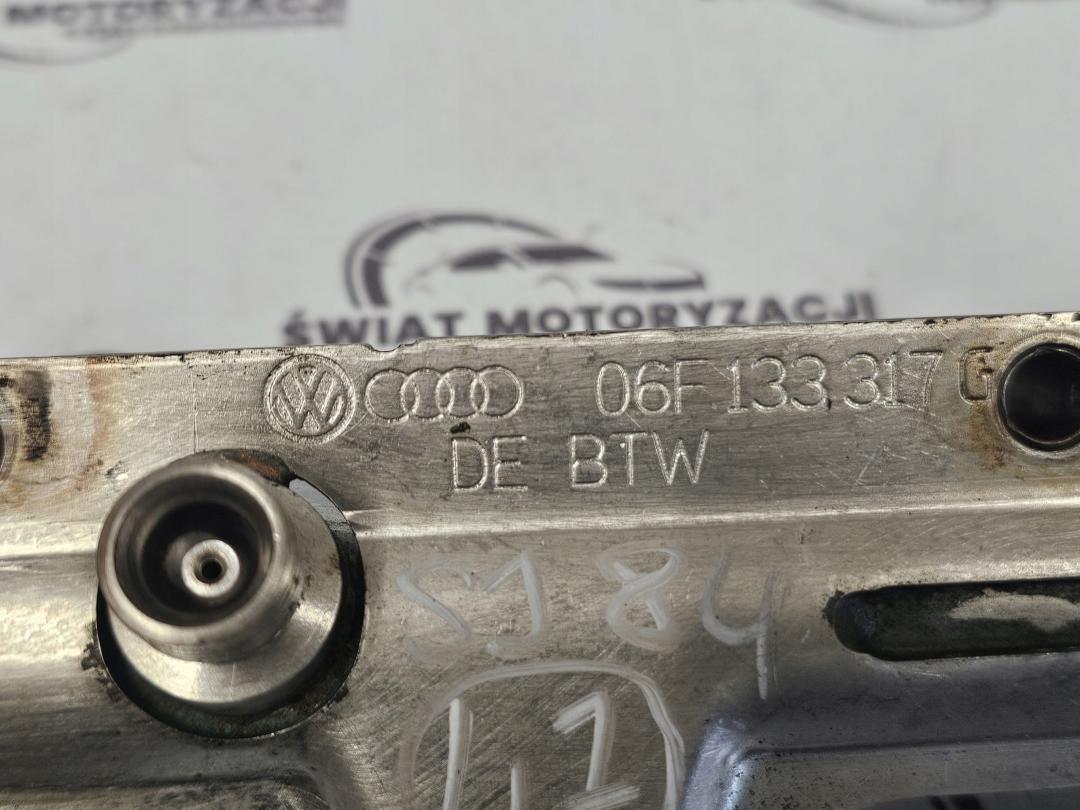 MOTORYZACJI
ŚWIAT MOTORYZACJI
06F 133 317 G
DE BTW
S184